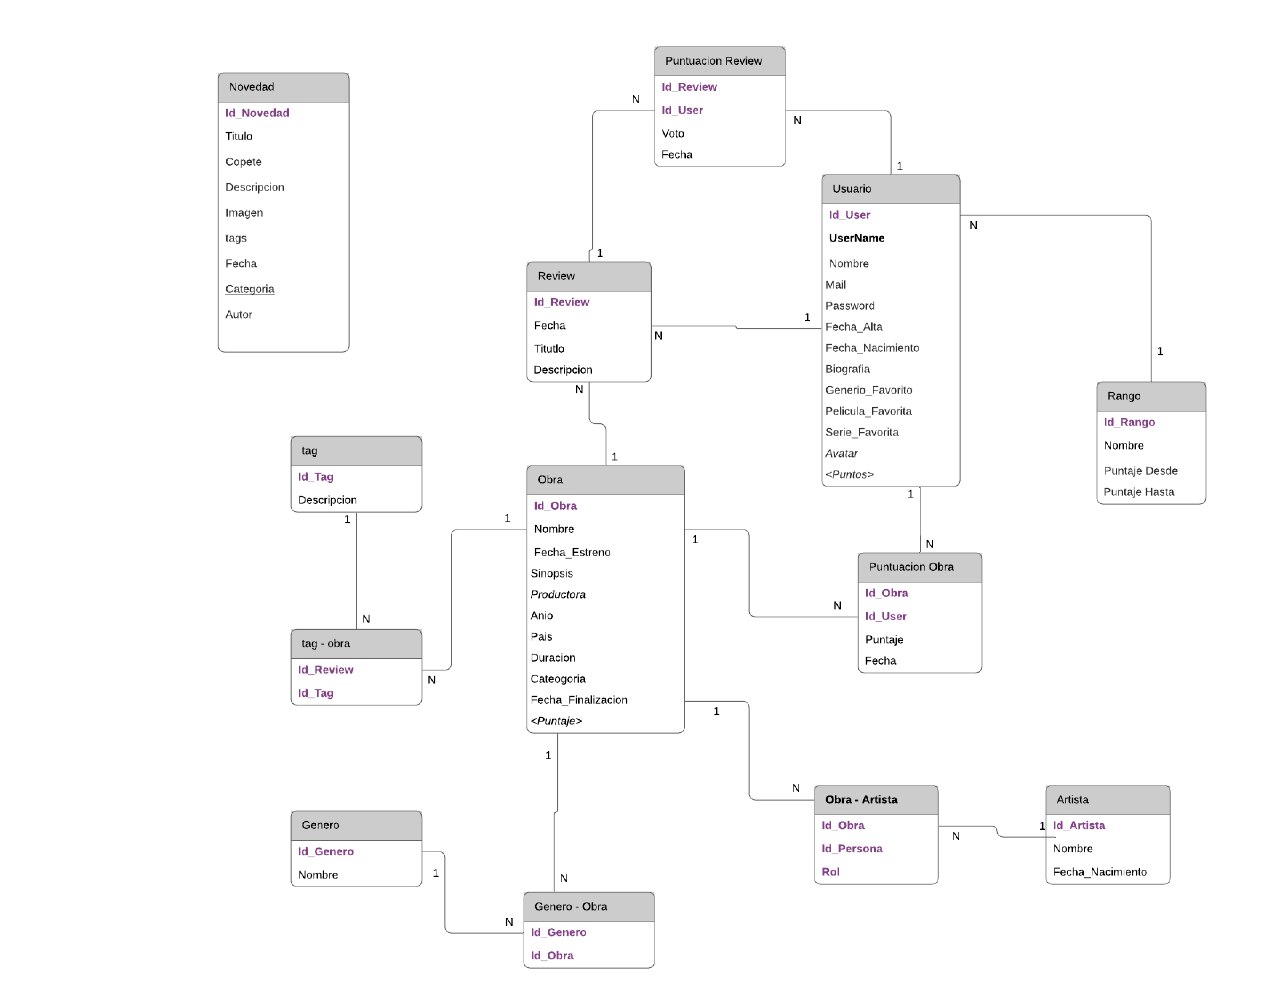 Puntuacion Review
Id_Review
Id_User
Voto
Fecha
N
N
1
1
Novedad
Id_Novedad
Titulo
Copete
Descripcion
Imagen
tags
Fecha
Categoria
Autor
Usuario
Id_User
UserName
Nombre
Mail
Password
Fecha_Alta
Fecha_Nacimiento
Biografia
Generio_Favorito
Pelicula_Favorita
Serie_Favorita
Avatar
<Puntos>
N
1
Review
Id_Review
Fecha
Titutlo
Descripcion
N
1
N
1
Rango
Id_Rango
Nombre
Puntaje Desde
Puntaje Hasta
tag
Id_Tag
Descripcion
1
N
tag - obra
Id_Review
Id_Tag
N
1
Obra
Id_Obra
Nombre
Fecha_Estreno
Sinopsis
Productora
Anio
Pais
Duracion
Cateogoria
Fecha_Finalizacion
<Puntaje>
1
N
1
N
Puntuacion Obra
Id_Obra
Id_User
Puntaje
Fecha
1
N
Obra - Artista
Id_Obra
Id_Persona
Rol
N
1
Artista
Id_Artista
Nombre
Fecha_Nacimiento
Genero
Id_Genero
Nombre
1
N
1
N
Genero - Obra
Id_Genero
Id_Obra